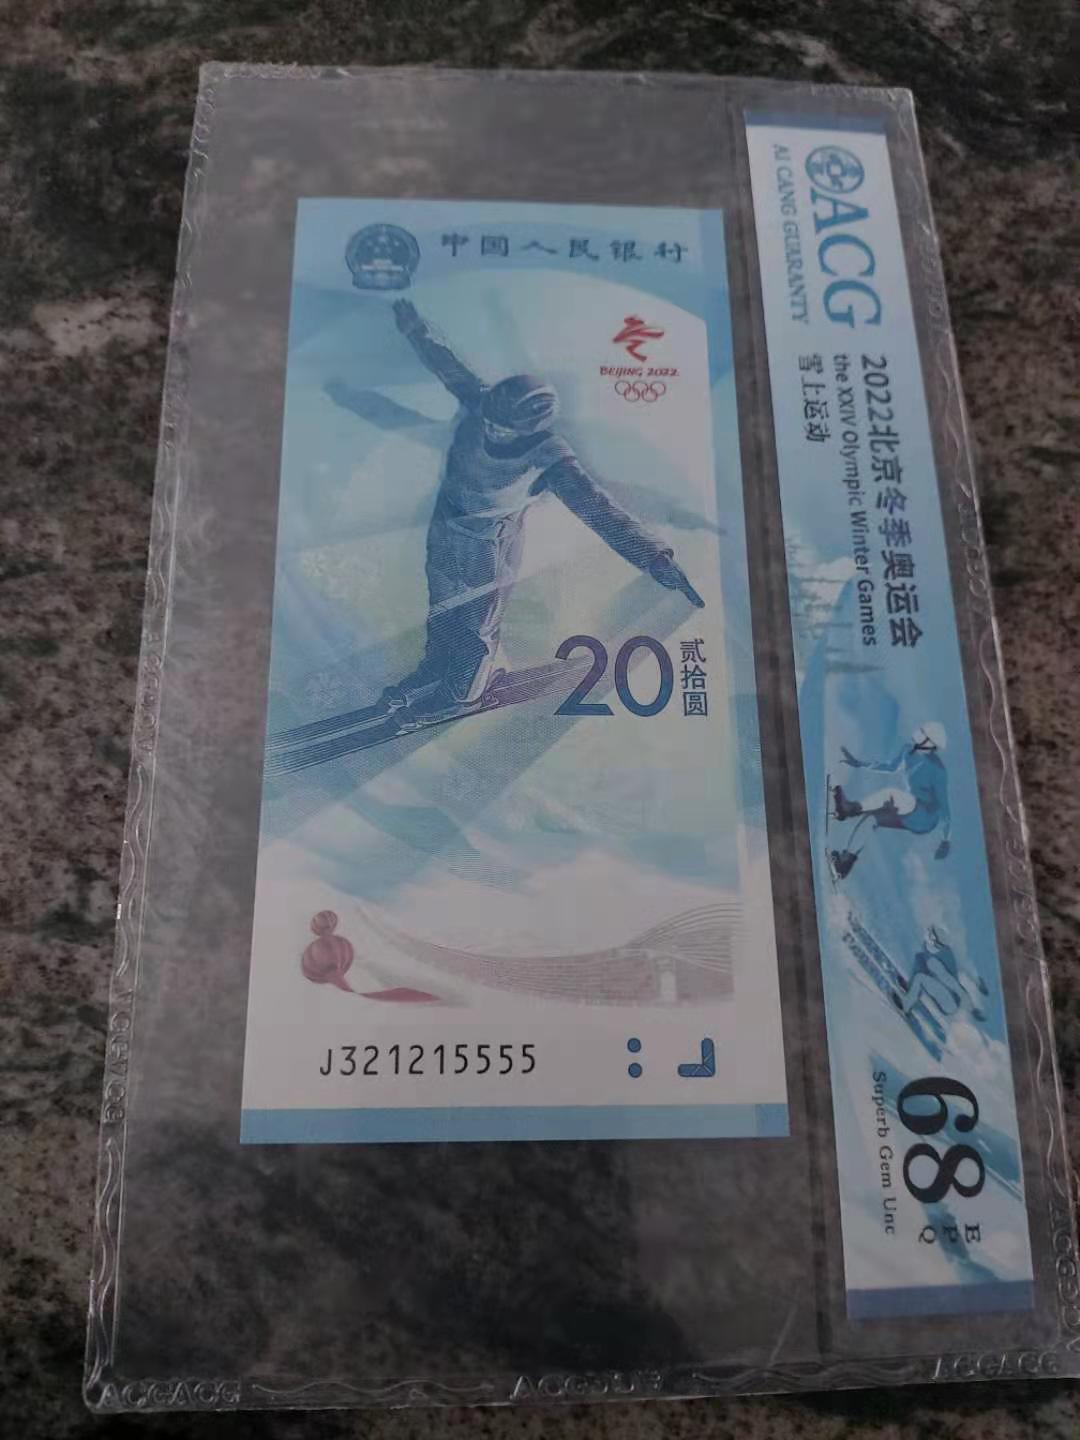 中国人民银行
BEIJING 2022
20
贰拾圆
J321215555
ACG
AI CANG GUARANTY
2022北京冬季奥运会
the XXIV Olympic Winter Games
雪上运动
68
E
P
Q
Superb Gem Unc
ACGACG